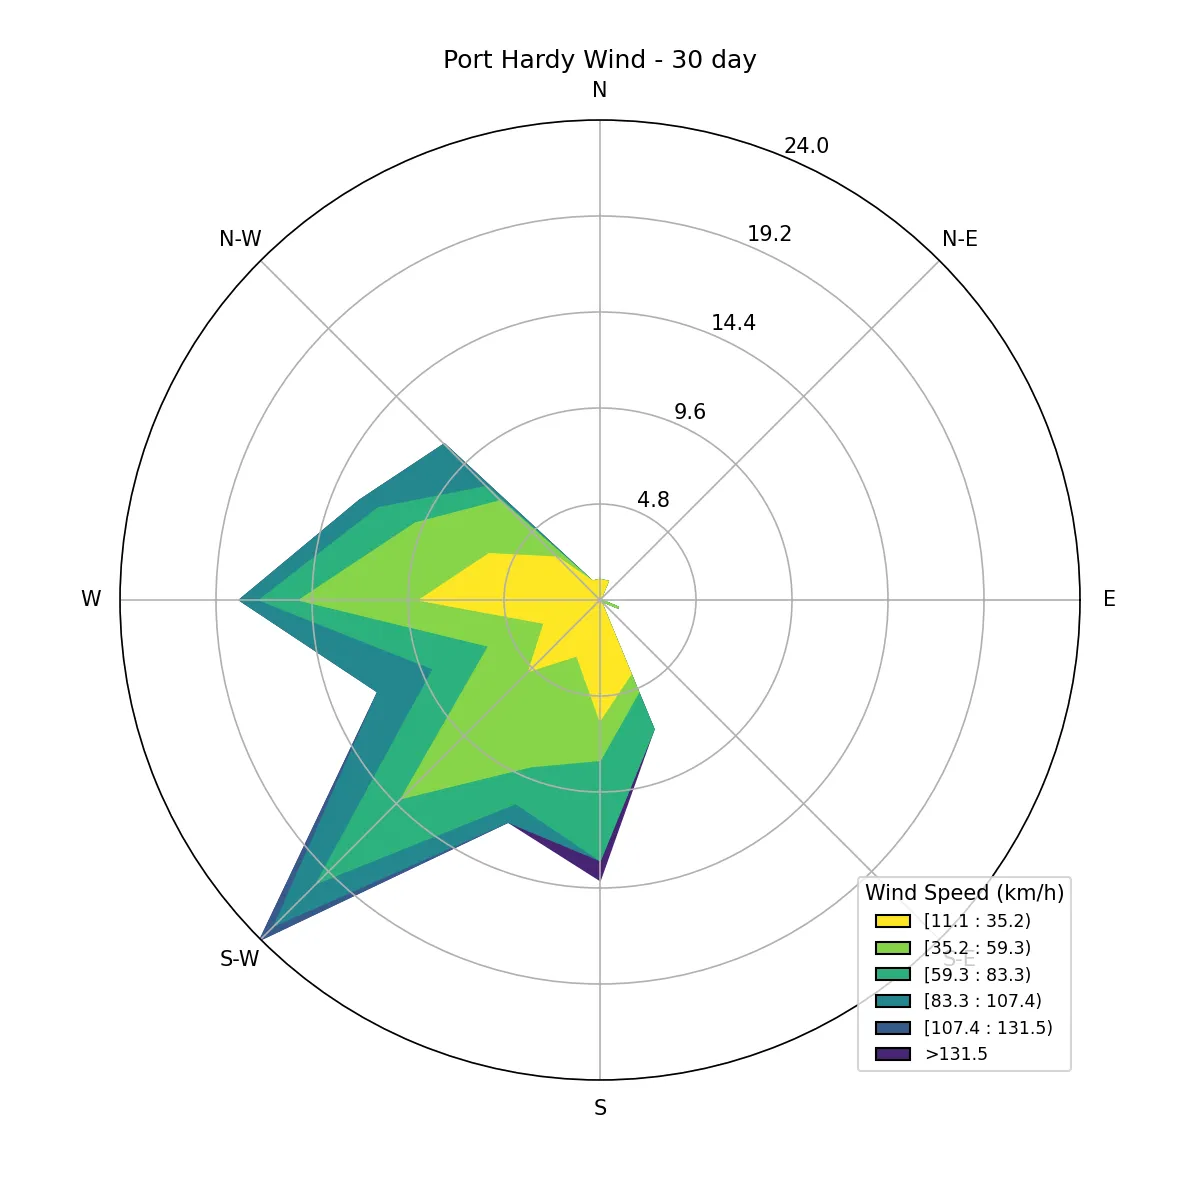 Port Hardy Wind - 30 day
N
24.0
N-W
19.2
N-E
14.4
9.6
4.8
W
E
Wind Speed (km/h)
[11.1 : 35.2)
[35.2 : 59.3)
S-W
S-E
[59.3 : 83.3)
[83.3 : 107.4)
[107.4 : 131.5)
>131.5
S